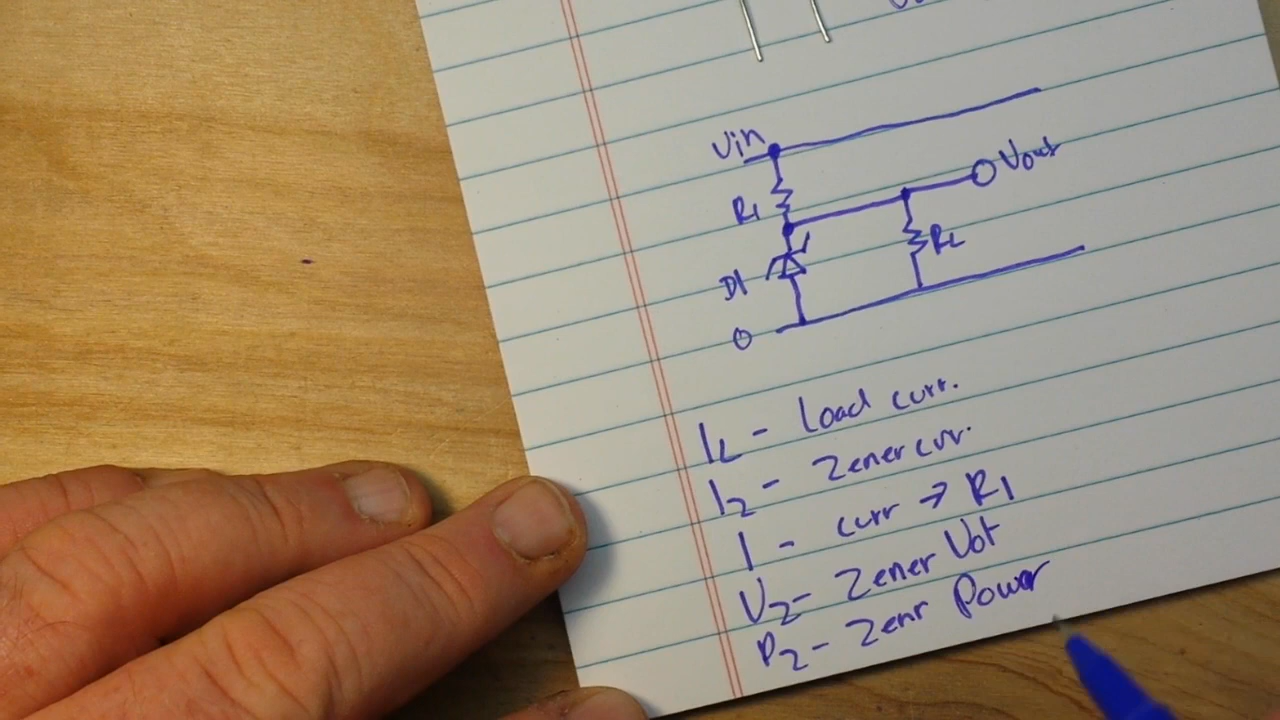 Vin
Vout
R1
RL
D1
0
IL - Load curr.
IZ - Zener curr.
I - curr → R1
VZ - Zener Vot
PZ - Zenr Power